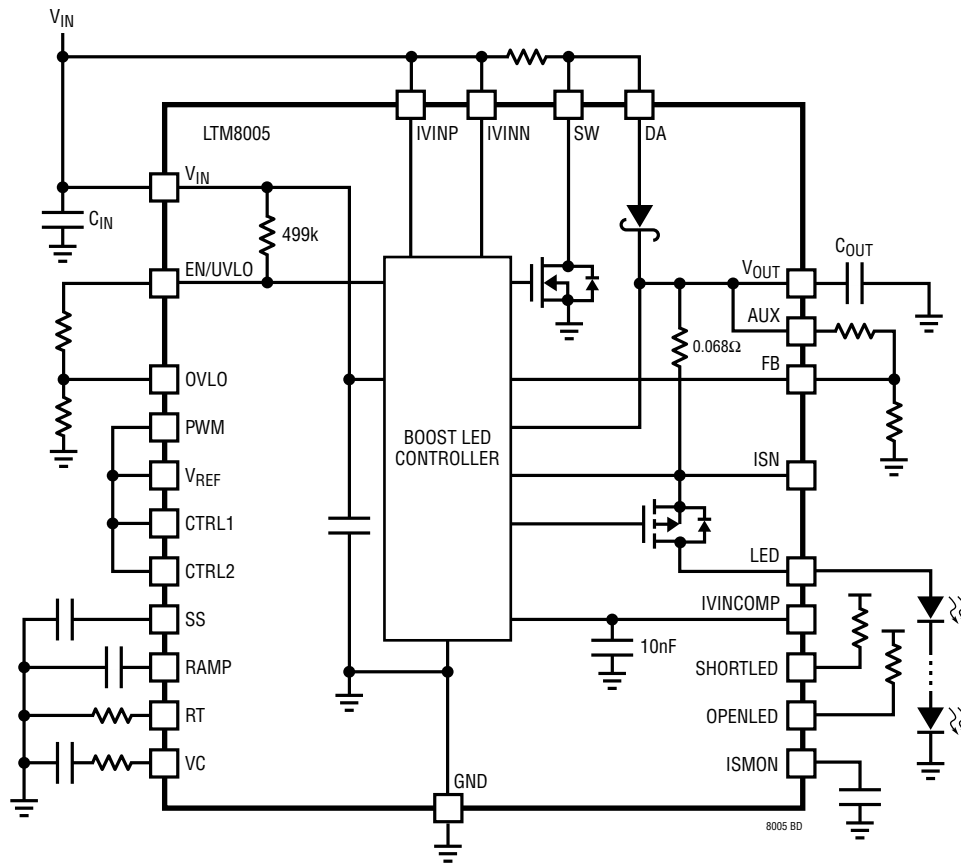 VIN
LTM8005
IVINP
IVINN
SW
DA
VIN
CIN
499k
EN/UVLO
VOUT
COUT
AUX
0.068Ω
FB
OVLO
PWM
BOOST LED
CONTROLLER
VREF
ISN
CTRL1
CTRL2
LED
SS
IVINCOMP
10nF
RAMP
SHORTLED
RT
OPENLED
VC
GND
ISMON
8005 BD